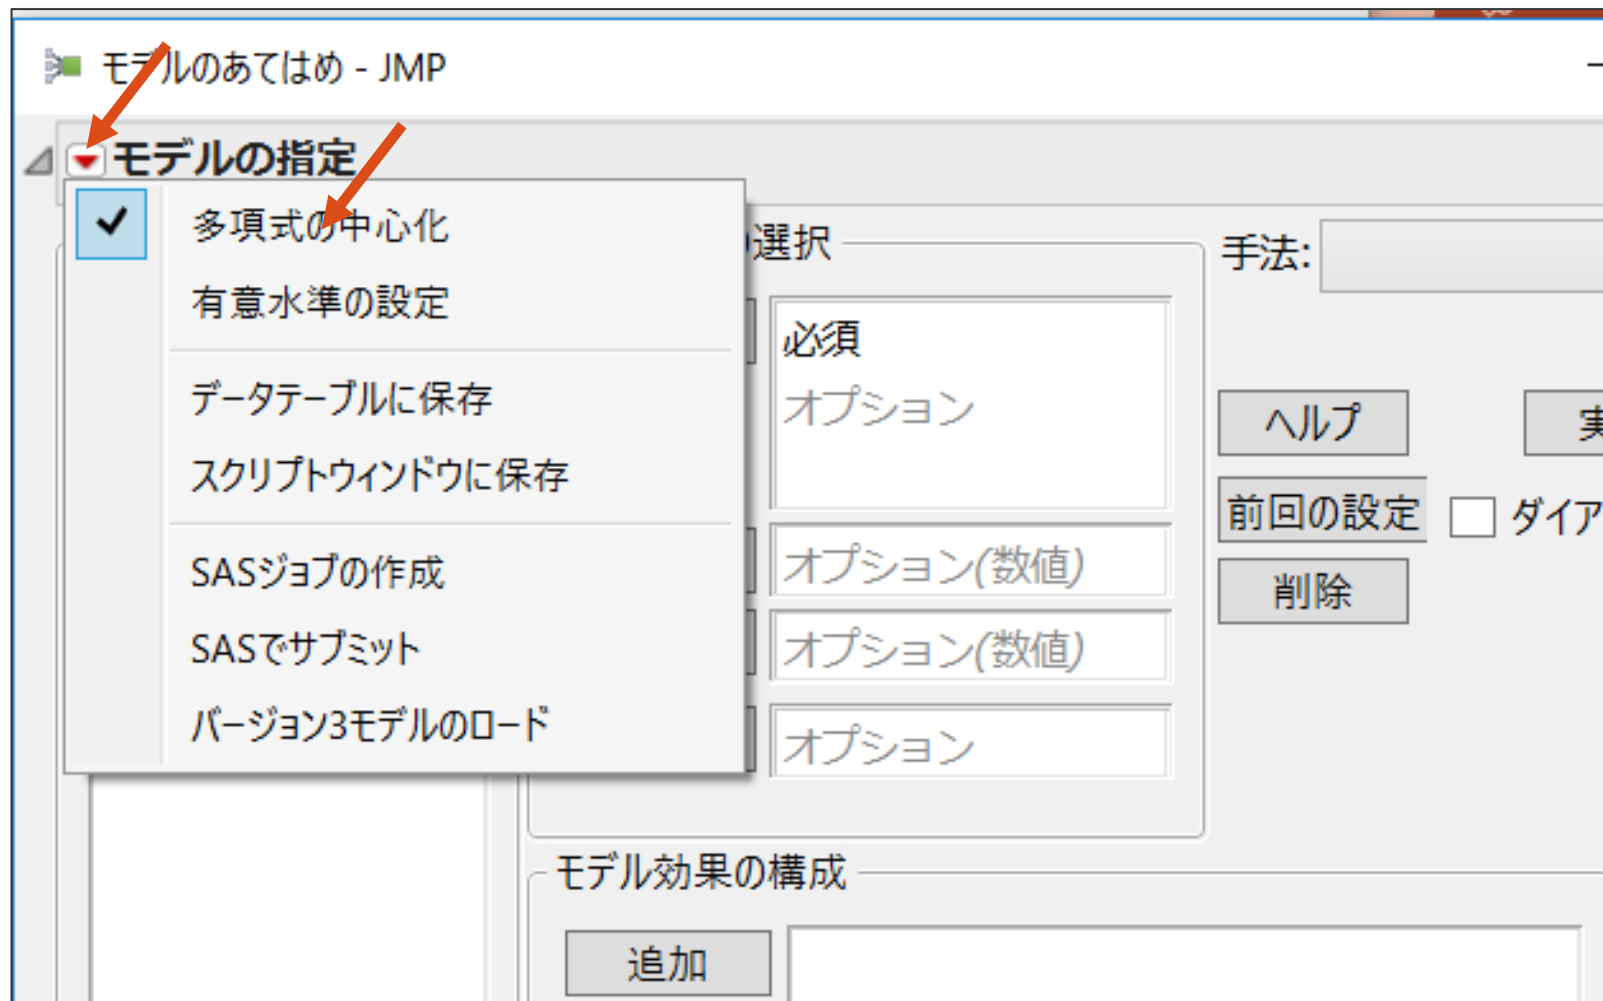 モデルのあてはめ - JMP
モデルの指定
多項式の中心化
有意水準の設定
データテーブルに保存
スクリプトウィンドウに保存
SASジョブの作成
SASでサブミット
バージョン3モデルのロード
選択
必須
オプション
オプション(数値)
オプション(数値)
オプション
手法:
ヘルプ
実
前回の設定
ダイア
削除
モデル効果の構成
追加